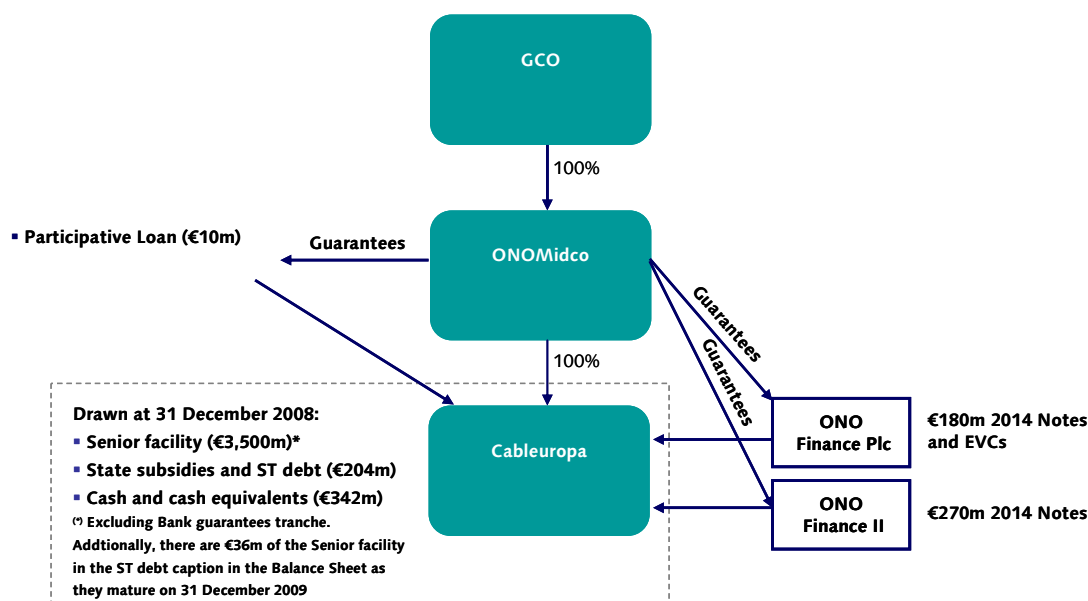 GCO
100%
▪ Participative Loan (€10m)
Guarantees
ONOMidco
Guarantees
Guarantees
100%
Drawn at 31 December 2008:
▪ Senior facility (€3,500m)*
▪ State subsidies and ST debt (€204m)
▪ Cash and cash equivalents (€342m)
(*) Excluding Bank guarantees tranche.
Addtionally, there are €36m of the Senior facility
in the ST debt caption in the Balance Sheet as
they mature on 31 December 2009
Cableuropa
ONO
Finance Plc
€180m 2014 Notes
and EVCs
ONO
Finance II
€270m 2014 Notes